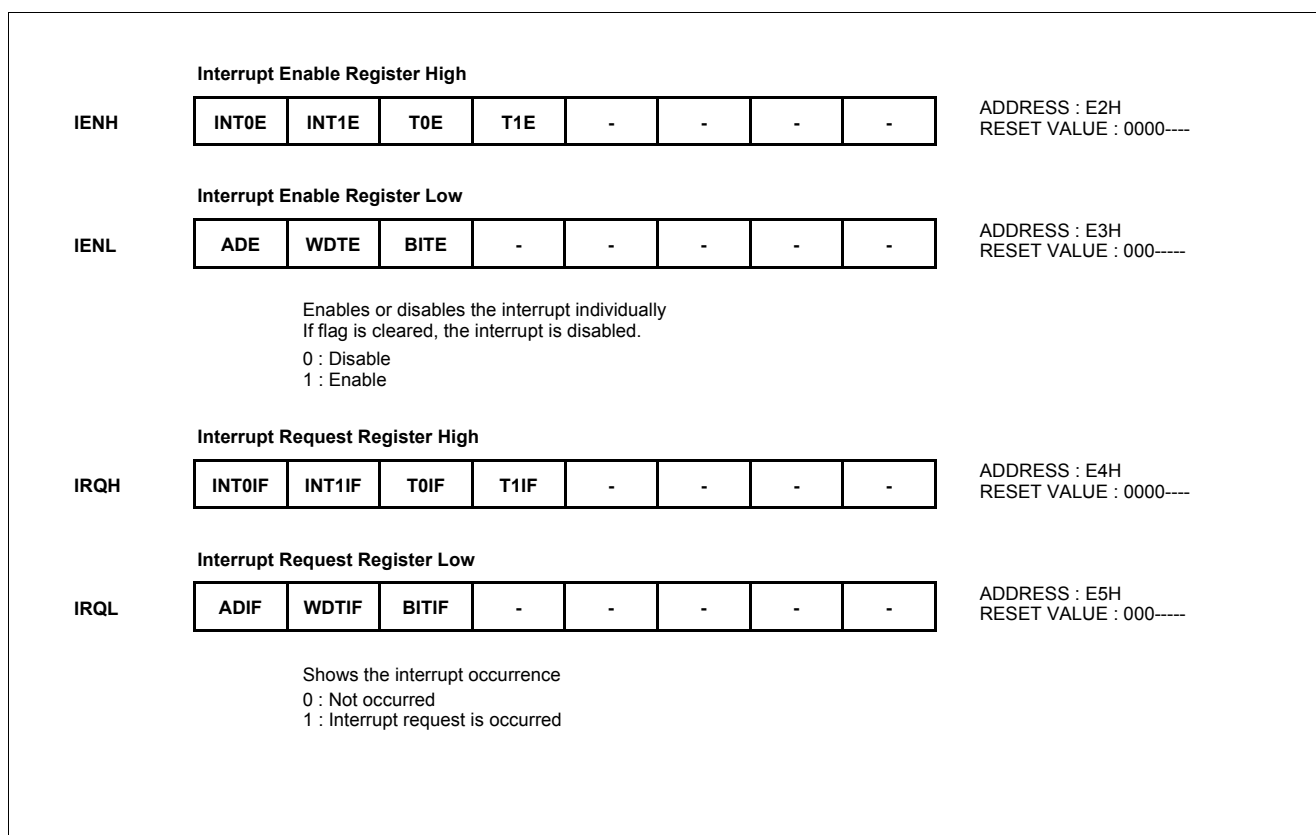 Interrupt Enable Register High
IENH INT0E INT1E T0E T1E - - - - ADDRESS : E2H
RESET VALUE : 0000----
Interrupt Enable Register Low
IENL ADE WDTE BITE - - - - - ADDRESS : E3H
RESET VALUE : 000-----
Enables or disables the interrupt individually
If flag is cleared, the interrupt is disabled.
0 : Disable
1 : Enable
Interrupt Request Register High
IRQH INT0IF INT1IF T0IF T1IF - - - - ADDRESS : E4H
RESET VALUE : 0000----
Interrupt Request Register Low
IRQL ADIF WDTIF BITIF - - - - - ADDRESS : E5H
RESET VALUE : 000-----
Shows the interrupt occurrence
0 : Not occurred
1 : Interrupt request is occurred